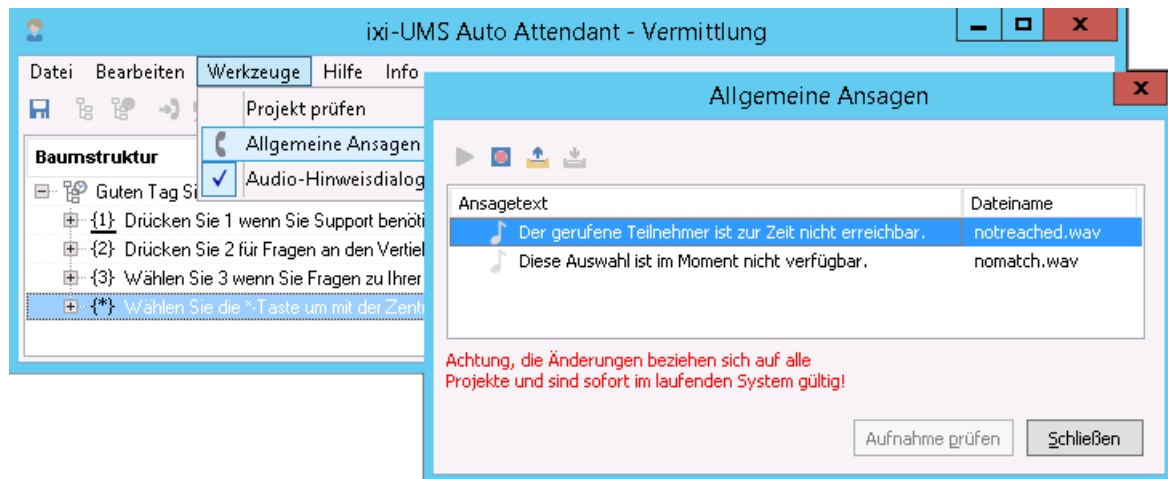 ixi-UMS Auto Attendant - Vermittlung
Datei Bearbeiten Werkzeuge Hilfe Info
Projekt prüfen
Allgemeine Ansagen
Audio-Hinweisdialog
Baumstruktur
Guten Tag Si
{1} Drücken Sie 1 wenn Sie Support benöti
{2} Drücken Sie 2 für Fragen an den Vertieb
{3} Wählen Sie 3 wenn Sie Fragen zu Ihrer
{*} Wählen Sie die *-Taste um mit der Zentr
Allgemeine Ansagen
Ansagetext Dateiname
Der gerufene Teilnehmer ist zur Zeit nicht erreichbar. notreached.wav
Diese Auswahl ist im Moment nicht verfügbar. nomatch.wav
Achtung, die Änderungen beziehen sich auf alle
Projekte und sind sofort im laufenden System gültig!
Aufnahme prüfen Schließen